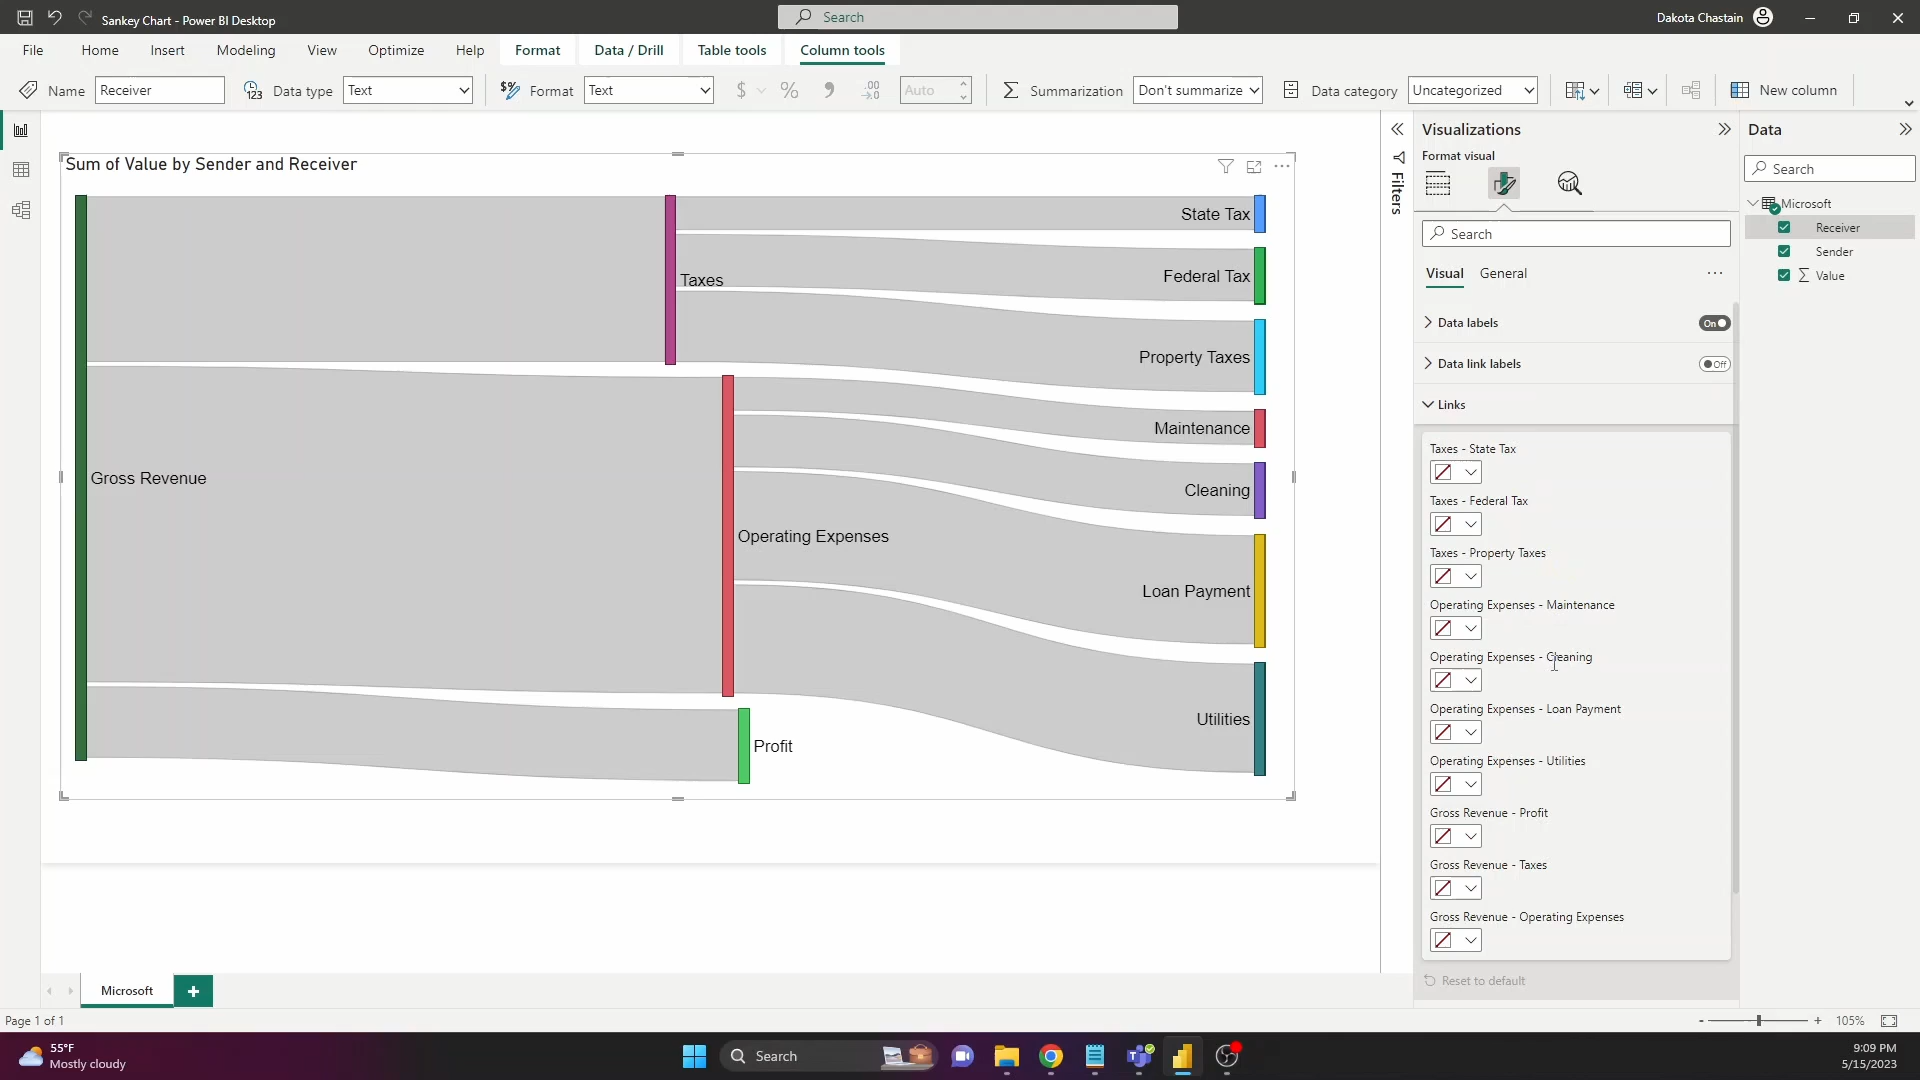 Sankey Chart - Power BI Desktop
Search
Dakota Chastain
File
Home
Insert
Modeling
View
Optimize
Help
Format
Data / Drill
Table tools
Column tools
Name
Receiver
Data type
Text
Format
Text
$
%
Auto
Summarization
Don't summarize
Data category
Uncategorized
New column
Sum of Value by Sender and Receiver
Gross Revenue
Taxes
Operating Expenses
Profit
State Tax
Federal Tax
Property Taxes
Maintenance
Cleaning
Loan Payment
Utilities
Filters
Visualizations
Format visual
Search
Visual
General
Data labels
On
Data link labels
Off
Links
Taxes - State Tax
Taxes - Federal Tax
Taxes - Property Taxes
Operating Expenses - Maintenance
Operating Expenses - Cleaning
Operating Expenses - Loan Payment
Operating Expenses - Utilities
Gross Revenue - Profit
Gross Revenue - Taxes
Gross Revenue - Operating Expenses
Reset to default
Data
Search
Microsoft
Receiver
Sender
Value
Microsoft
Page 1 of 1
105%
55°F
Mostly cloudy
Search
9:09 PM
5/15/2023